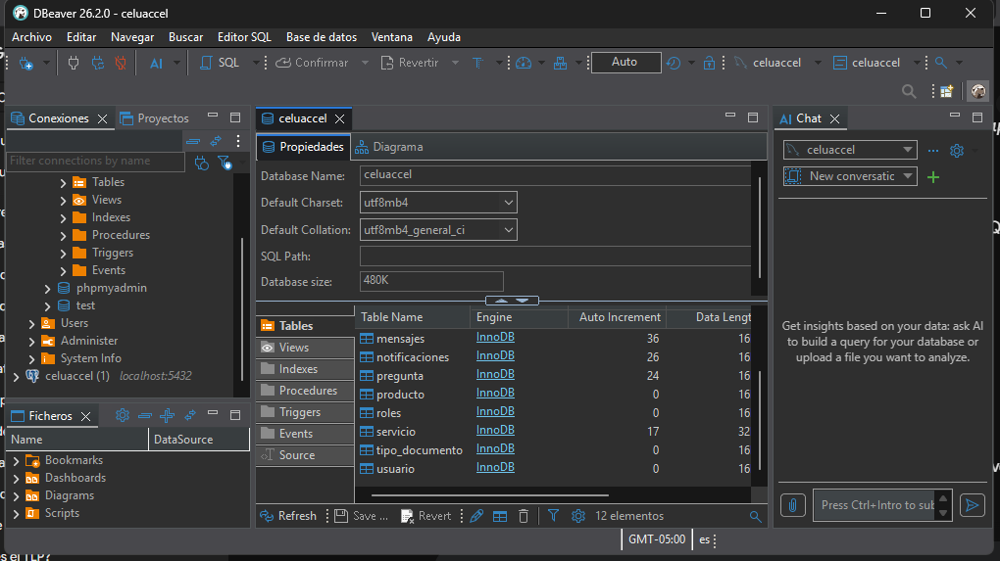 DBeaver 26.2.0 - celuaccel
Archivo Editar Navegar Buscar Editor SQL Base de datos Ventana Ayuda
AI SQL Confirmar Revertir T Auto celuaccel celuaccel
Conexiones Proyectos
Filter connections by name
Tables
Views
Indexes
Procedures
Triggers
Events
phpmyadmin
test
Users
Administer
System Info
celuaccel (1) localhost:5432
Ficheros
Name DataSource
Bookmarks
Dashboards
Diagrams
Scripts
celuaccel
Propiedades Diagrama
Database Name: celuaccel
Default Charset: utf8mb4
Default Collation: utf8mb4_general_ci
SQL Path:
Database size: 480K
Tables
Views
Indexes
Procedures
Triggers
Events
Source
Table Name Engine Auto Increment Data Lengt
mensajes InnoDB 36 16
notificaciones InnoDB 26 16
pregunta InnoDB 24 16
producto InnoDB 0 16
roles InnoDB 0 16
servicio InnoDB 17 32
tipo_documento InnoDB 0 16
usuario InnoDB 0 16
Refresh Save ... Revert 12 elementos
AI Chat
celuaccel
New conversatic
Get insights based on your data: ask AI
to build a query for your database or
upload a file you want to analyze.
Press Ctrl+Intro to sub
GMT-05:00 es